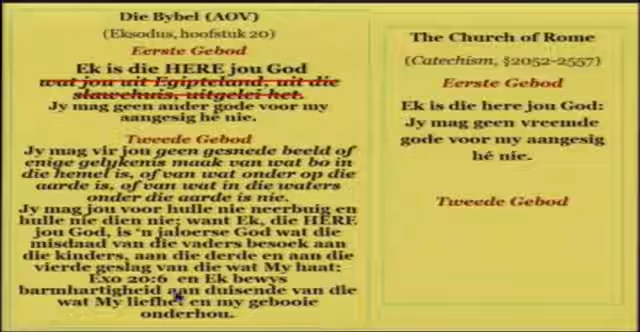 Die Bybel (AOV)
(Eksodus, hoofstuk 20)
Eerste Gebod
Ek is die HERE jou God
wat jou uit Egipteland, uit die
slawehuis, uitgelei het.
Jy mag geen ander gode voor my
aangesig hé nie.
Tweede Gebod
Jy mag vir jou geen gesnede beeld of
enige gelykenis maak van wat bo in
die hemel is, of van wat onder op die
aarde is, of van wat in die waters
onder die aarde is nie.
Jy mag jou voor hulle nie neerbuig en
hulle nie dien nie; want Ek, die HERE
jou God, is 'n jaloerse God wat die
misdaad van die vaders besoek aan
die kinders, aan die derde en aan die
vierde geslag van die wat My haat;
Exo 20:6 en Ek bewys
barmhartigheid aan duisende van die
wat My liefhet en my gebooie
onderhou.
The Church of Rome
(Catechism, §2052-2557)
Eerste Gebod
Ek is die here jou God:
Jy mag geen vreemde
gode voor my aangesig
hé nie.
Tweede Gebod